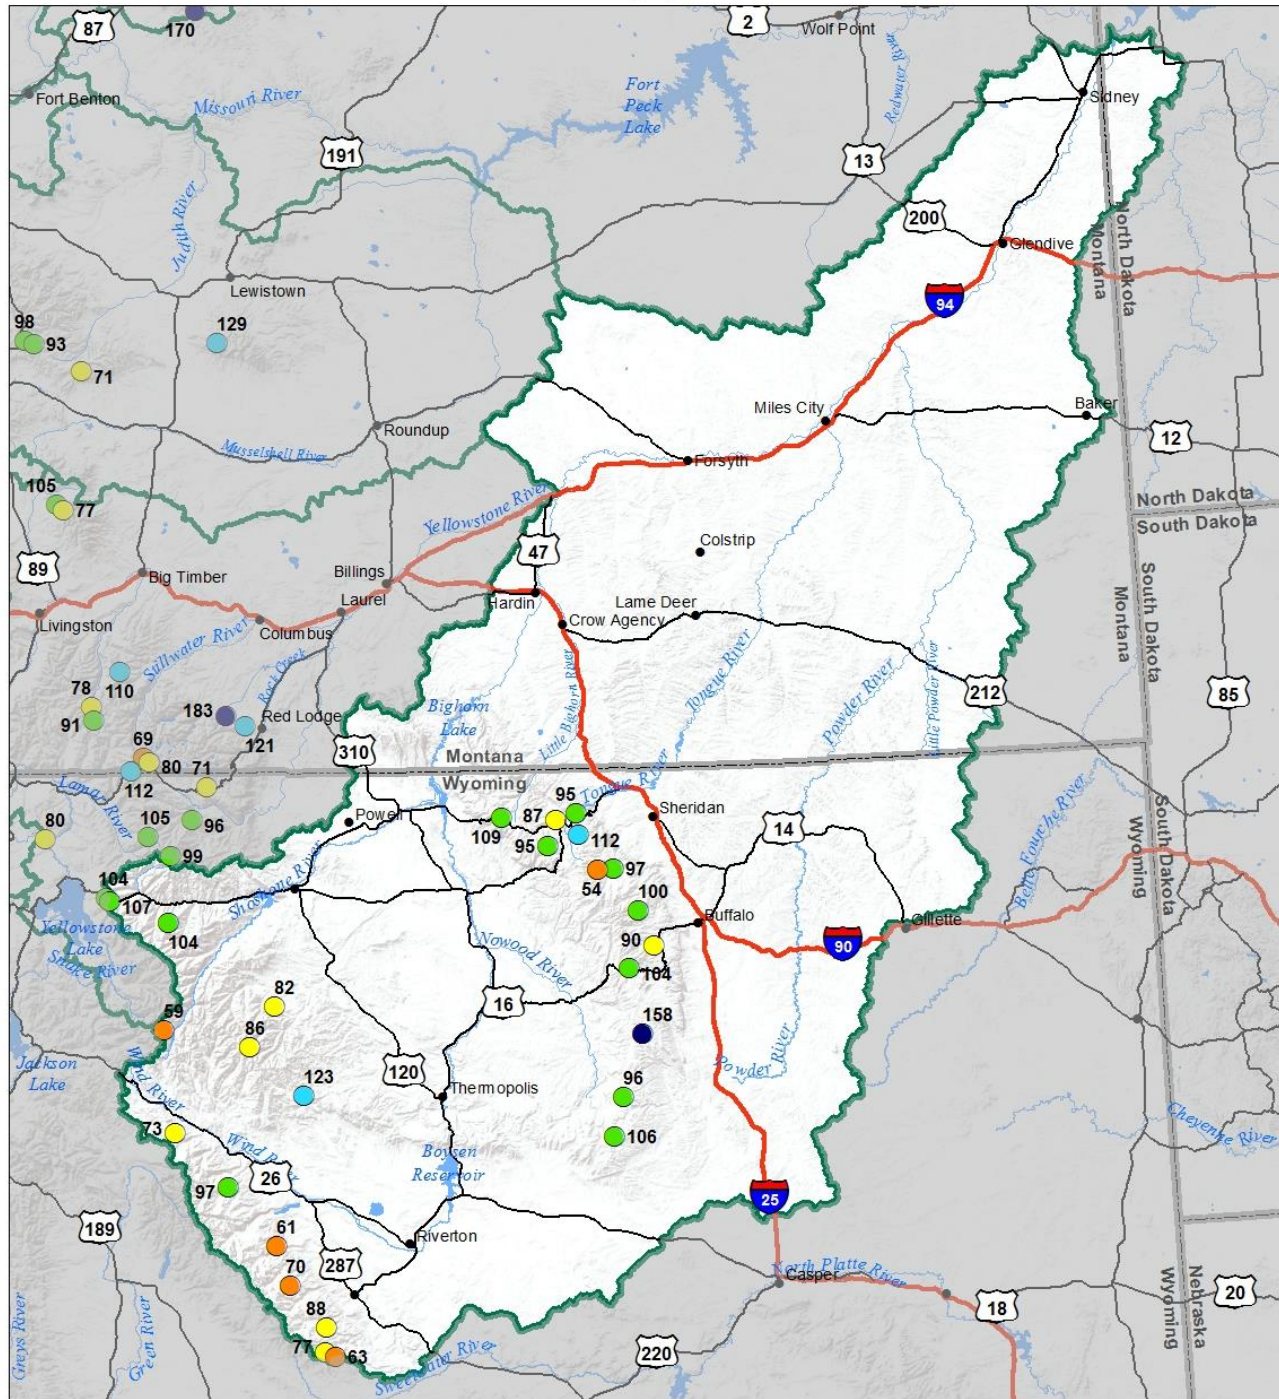 170
87
2
Wolf Point
Fort Benton
Missouri River
Fort
Peck
Lake
Redwater River
Sidney
191
13
Judith River
200
North Dakota
Montana
Glendive
Lewistown
94
98
93
129
71
Miles City
Baker
Roundup
12
Musselshell River
Forsyth
105
77
Yellowstone River
North Dakota
South Dakota
47
Colstrip
89
Big Timber
Billings
Hardin
Lame Deer
Laurel
Crow Agency
Livingston
Columbus
South Dakota
Montana
Stillwater River
Rock Creek
Little Bighorn River
Tongue River
Powder River
Little Powder River
110
78
91
183
Red Lodge
121
Bighorn
Lake
212
85
310
69
80
71
112
Montana
Wyoming
Lamar River
Tongue River
95
Sheridan
Powell
87
109
112
95
14
80
105
96
99
Belle Fouche River
South Dakota
Wyoming
97
54
104
107
Shoshone River
100
Buffalo
Gillette
104
Yellowstone
Lake
Snake River
Nowood River
90
90
104
82
16
59
158
86
Jackson
Lake
Wind River
120
123
Thermopolis
Powder River
96
73
106
Cheyenne River
Wind River
Boysen
Reservoir
26
97
25
189
61
Riverton
70
287
North Platte River
Casper
18
20
Nebraska
Wyoming
88
77
63
220
Sweetwater River
Greys River
Green River